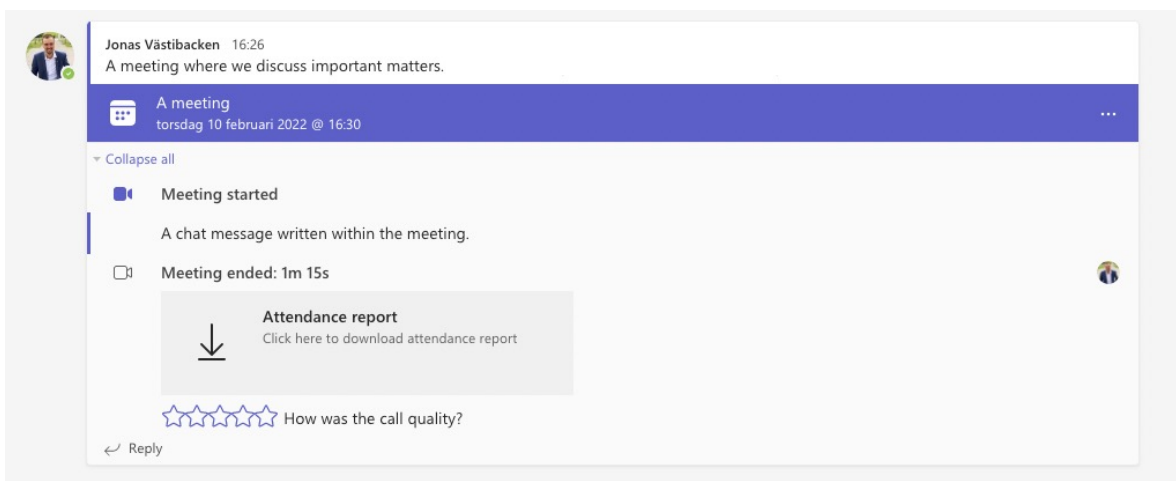 Jonas Västibacken 16:26
A meeting where we discuss important matters.
A meeting
torsdag 10 februari 2022 @ 16:30
Collapse all
Meeting started
A chat message written within the meeting.
Meeting ended: 1m 15s
Attendance report
Click here to download attendance report
How was the call quality?
Reply